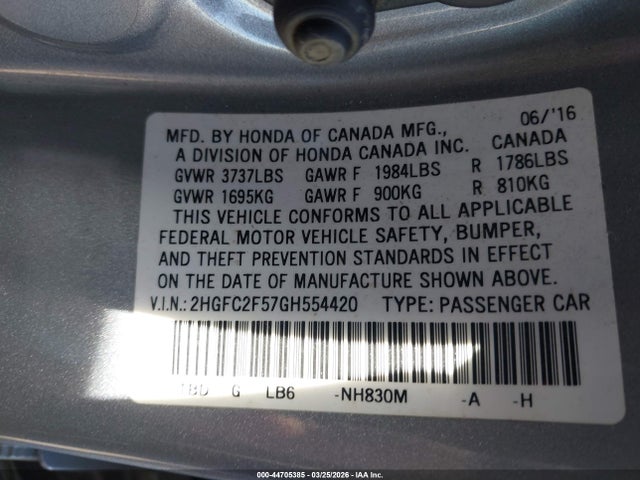 MFD. BY HONDA OF CANADA MFG., 06/'16
A DIVISION OF HONDA CANADA INC. CANADA
GVWR 3737LBS GAWR F 1984LBS R 1786LBS
GVWR 1695KG GAWR F 900KG R 810KG
THIS VEHICLE CONFORMS TO ALL APPLICABLE
FEDERAL MOTOR VEHICLE SAFETY, BUMPER,
AND THEFT PREVENTION STANDARDS IN EFFECT
ON THE DATE OF MANUFACTURE SHOWN ABOVE.
V.I.N.: 2HGFC2F57GH554420 TYPE: PASSENGER CAR
G LB6 -NH830M -A -H
000-44705385 | 03/25/2026 | IAA Inc.